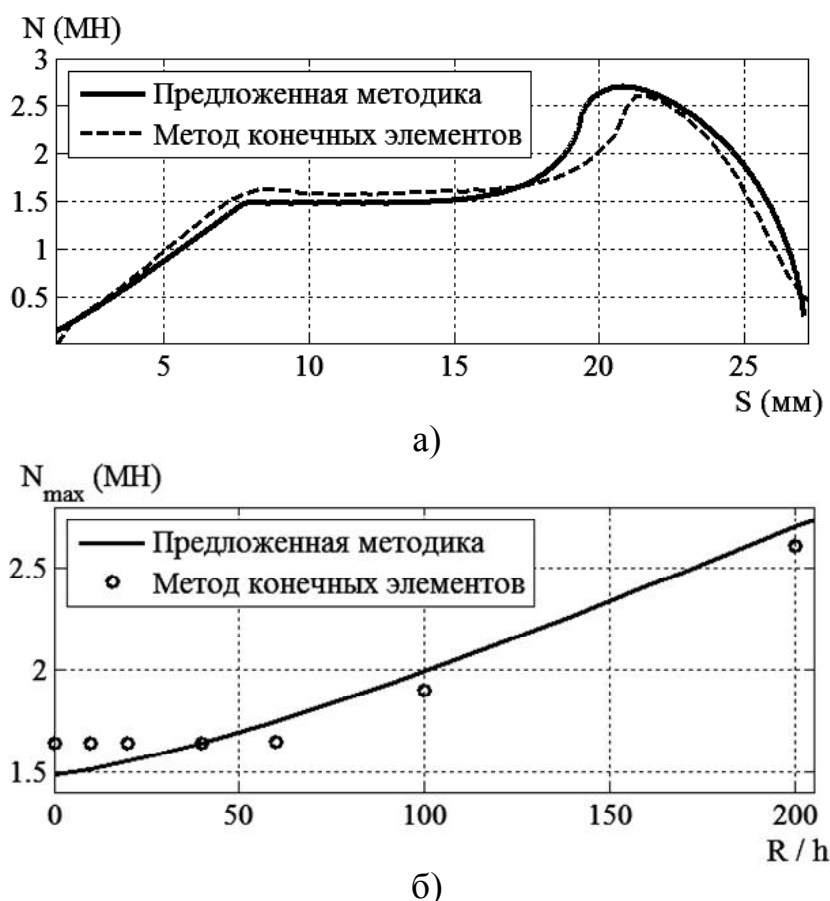 N (МН)
3
2.5
2
1.5
1
0.5
Предложенная методика
Метод конечных элементов
5 10 15 20 25
S (мм)
а)
N max (МН)
2.5
2
1.5
Предложенная методика
Метод конечных элементов
0 50 100 150 200
R / h
б)